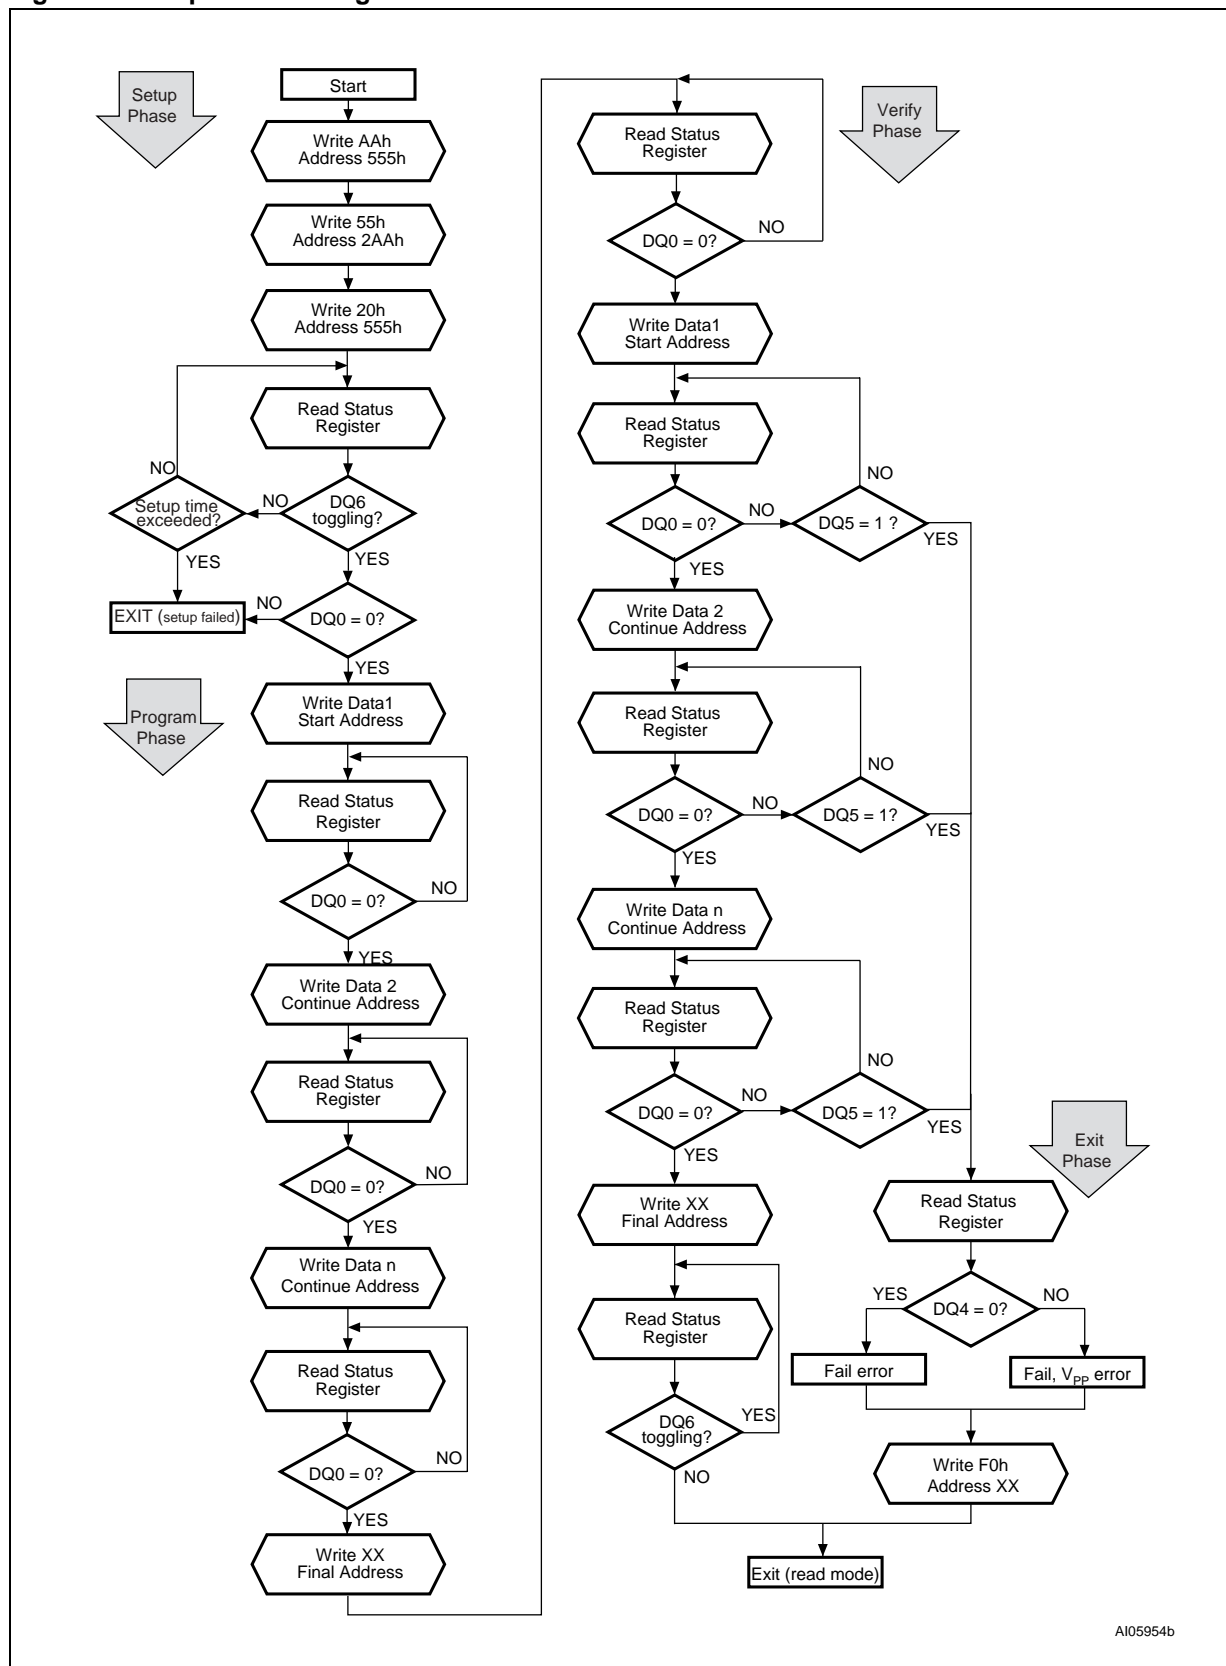 Setup
Phase
Start
Write AAh
Address 555h
Write 55h
Address 2AAh
Write 20h
Address 555h
Read Status
Register
NO
Setup time
exceeded?
NO
DQ6
toggling?
YES
YES
EXIT (setup failed)
NO
DQ0 = 0?
YES
Program
Phase
Write Data1
Start Address
Read Status
Register
DQ0 = 0?
NO
YES
Write Data 2
Continue Address
Read Status
Register
DQ0 = 0?
NO
YES
Write Data n
Continue Address
Read Status
Register
DQ0 = 0?
NO
YES
Write XX
Final Address
Verify
Phase
Read Status
Register
DQ0 = 0?
NO
Write Data1
Start Address
Read Status
Register
NO
DQ0 = 0?
NO
DQ5 = 1 ?
YES
YES
Write Data 2
Continue Address
Read Status
Register
NO
DQ0 = 0?
NO
DQ5 = 1?
YES
YES
Write Data n
Continue Address
Read Status
Register
NO
DQ0 = 0?
NO
DQ5 = 1?
YES
YES
Write XX
Final Address
Read Status
Register
DQ6
toggling?
YES
NO
Exit
Phase
Read Status
Register
YES
DQ4 = 0?
NO
Fail error
Fail, VPP error
Write F0h
Address XX
Exit (read mode)
AI05954b